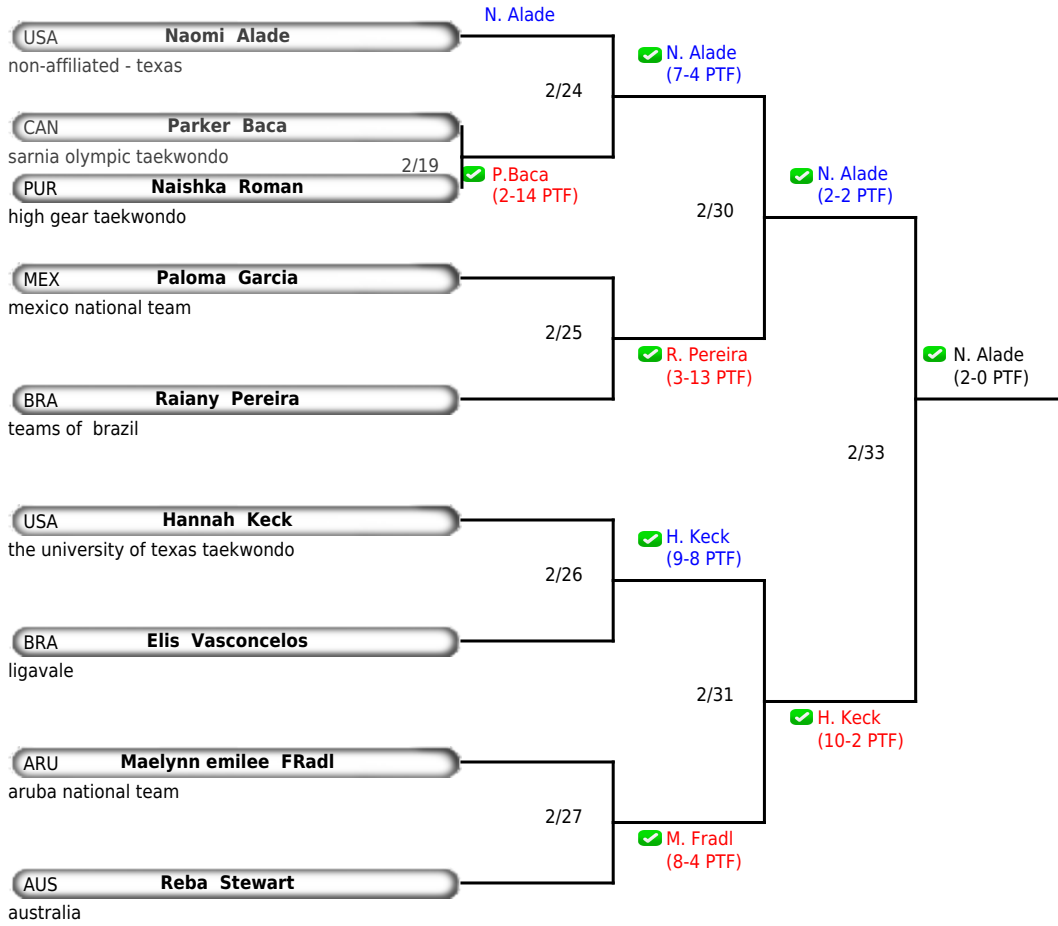 N. Alade
USA Naomi Alade
non-affiliated - texas
2/24
N. Alade
(7-4 PTF)
CAN Parker Baca
sarnia olympic taekwondo
2/19
PUR Naishka Roman
high gear taekwondo
P.Baca
(2-14 PTF)
2/30
N. Alade
(2-2 PTF)
MEX Paloma Garcia
mexico national team
2/25
R. Pereira
(3-13 PTF)
BRA Raiany Pereira
teams of brazil
N. Alade
(2-0 PTF)
2/33
USA Hannah Keck
the university of texas taekwondo
2/26
H. Keck
(9-8 PTF)
BRA Elis Vasconcelos
ligavale
2/31
H. Keck
(10-2 PTF)
ARU Maelynn emilee FRadl
aruba national team
2/27
M. Fradl
(8-4 PTF)
AUS Reba Stewart
australia